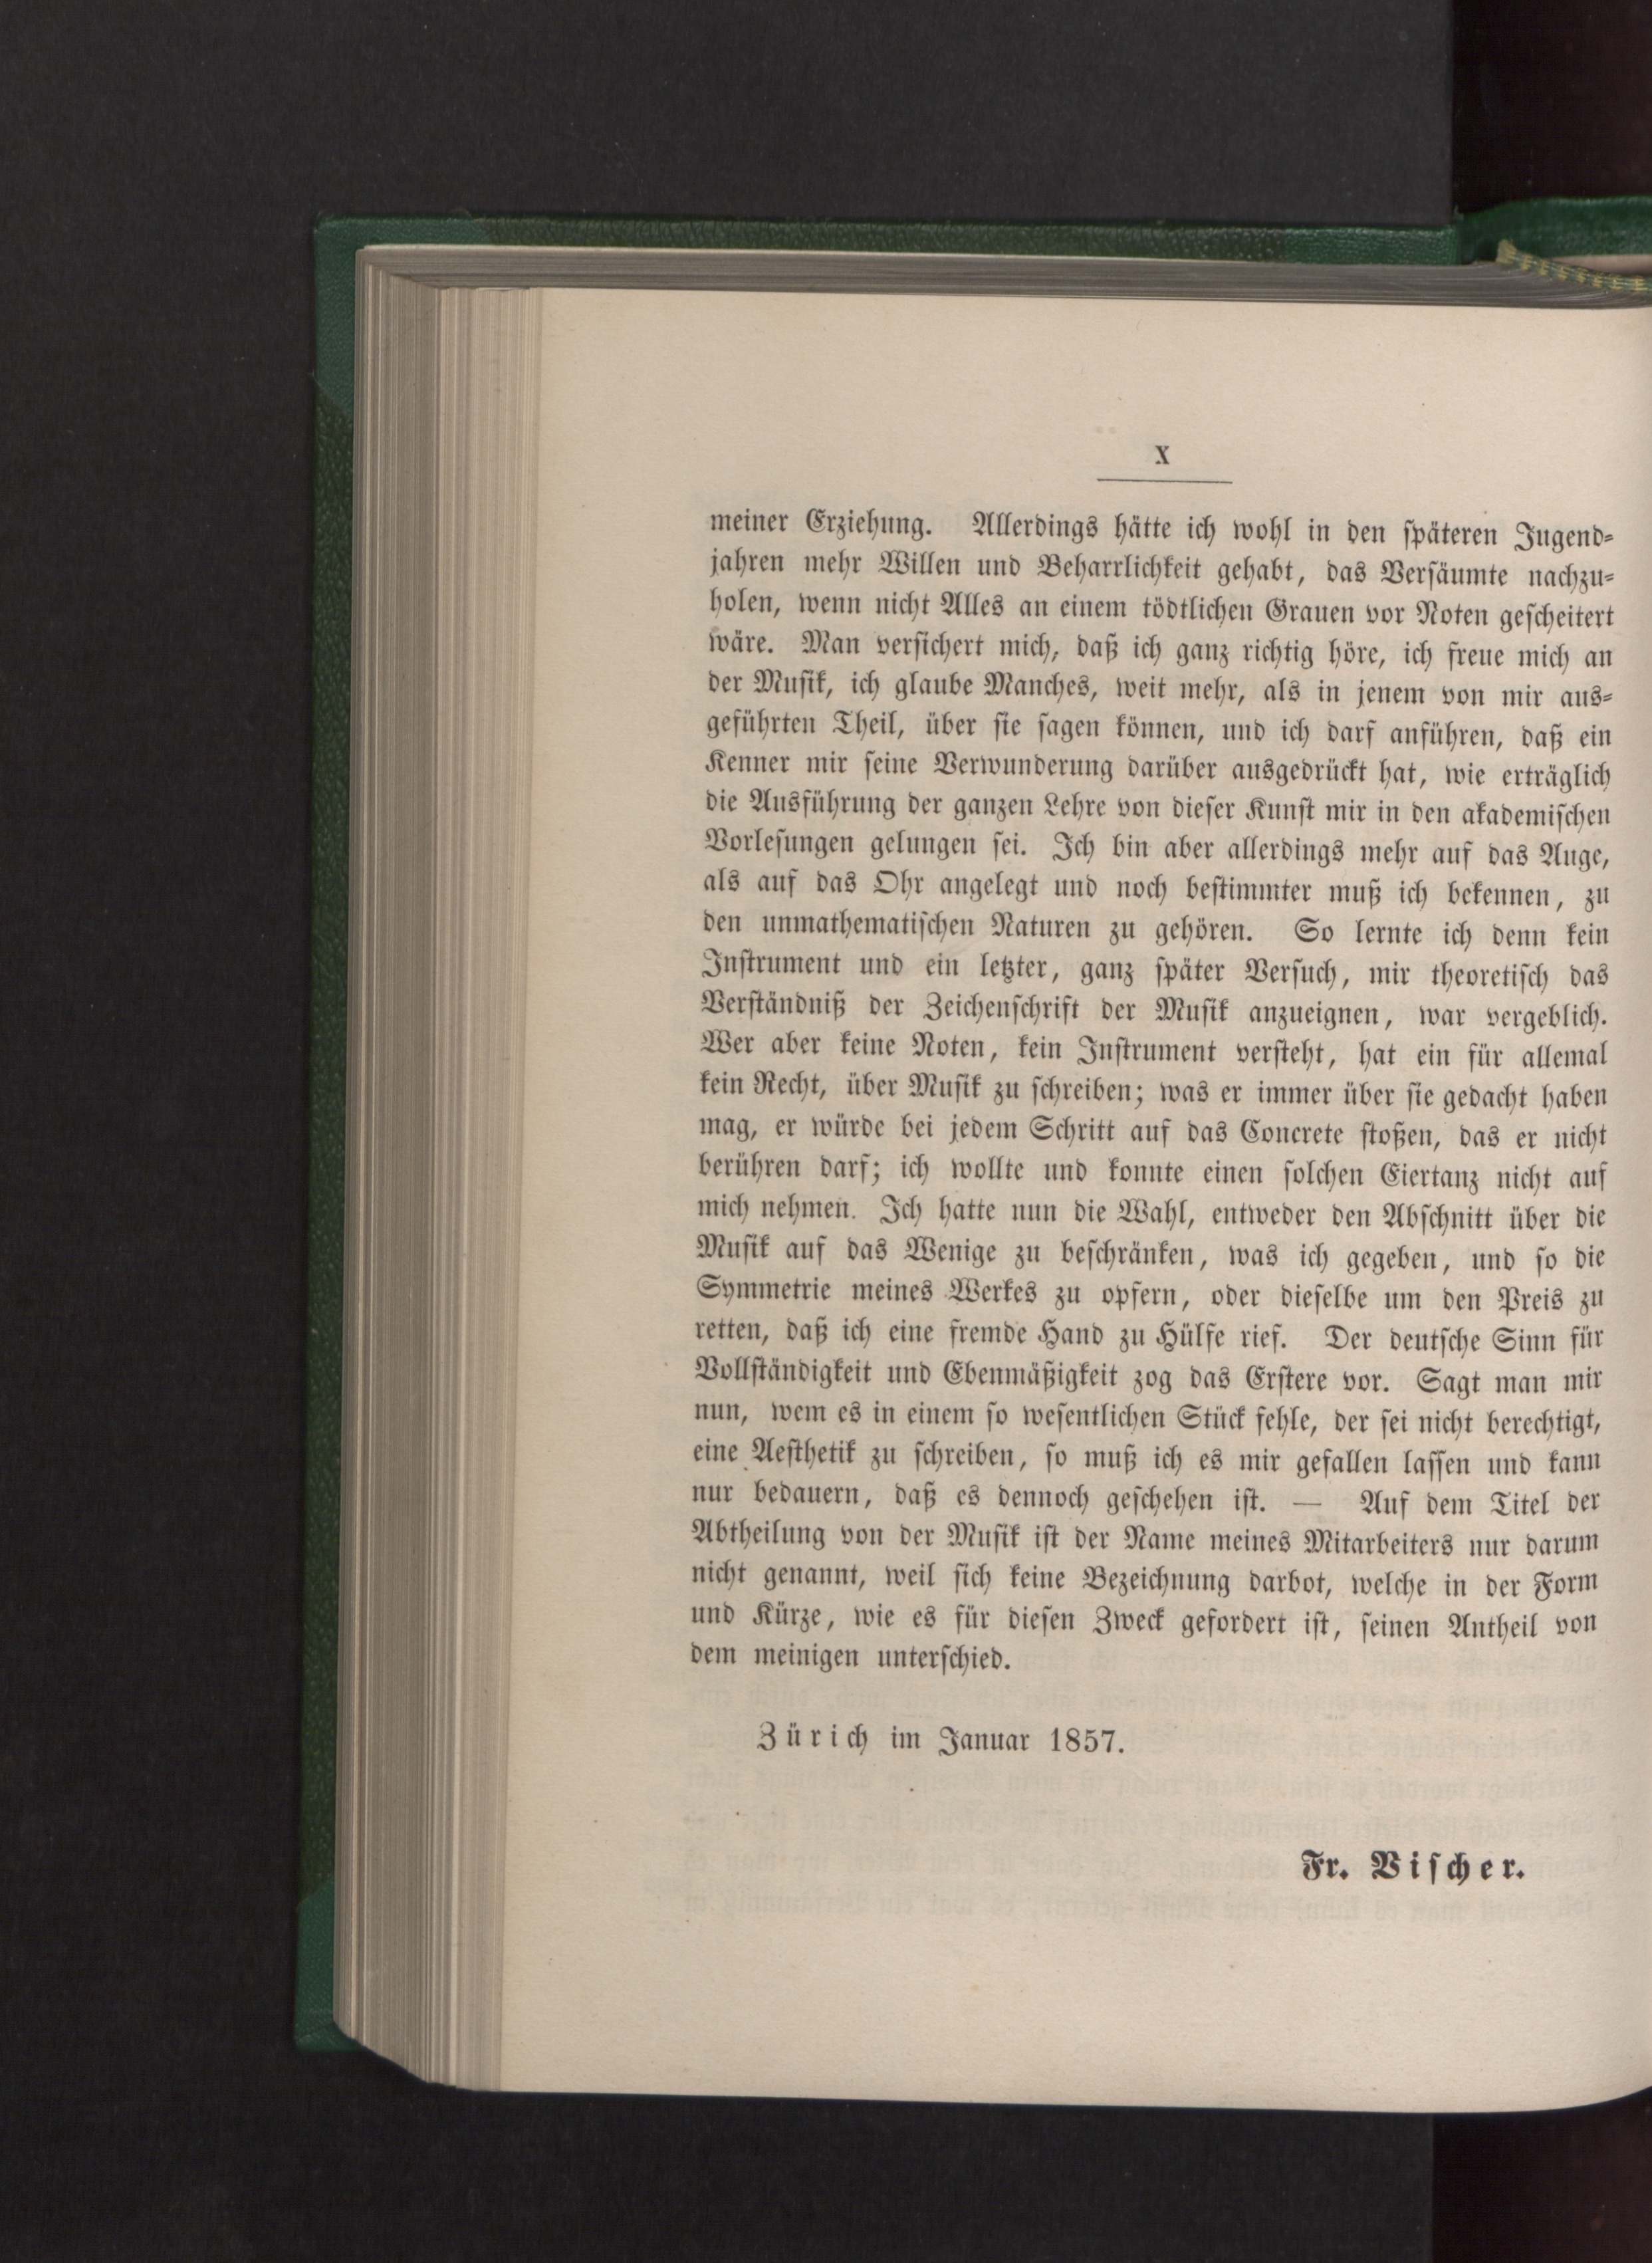 X
meiner Erziehung. Allerdings hätte ich wohl in den späteren Jugend-
jahren mehr Willen und Beharrlichkeit gehabt, das Versäumte nachzu-
holen, wenn nicht Alles an einem tödtlichen Grauen vor Noten gescheitert
wäre. Man versichert mich, daß ich ganz richtig höre, ich freue mich an
der Musik, ich glaube Manches, weit mehr, als in jenem von mir aus-
geführten Theil, über sie sagen können, und ich darf anführen, daß ein
Kenner mir seine Verwunderung darüber ausgedrückt hat, wie erträglich
die Ausführung der ganzen Lehre von dieser Kunst mir in den akademischen
Vorlesungen gelungen sei. Ich bin aber allerdings mehr auf das Auge,
als auf das Ohr angelegt und noch bestimmter muß ich bekennen, zu
den unmathematischen Naturen zu gehören. So lernte ich denn kein
Instrument und ein letzter, ganz später Versuch, mir theoretisch das
Verständniß der Zeichenschrift der Musik anzueignen, war vergeblich.
Wer aber keine Noten, kein Instrument versteht, hat ein für allemal
kein Recht, über Musik zu schreiben; was er immer über sie gedacht haben
mag, er würde bei jedem Schritt auf das Concrete stoßen, das er nicht
berühren darf; ich wollte und konnte einen solchen Eiertanz nicht auf
mich nehmen. Ich hatte nun die Wahl, entweder den Abschnitt über die
Musik auf das Wenige zu beschränken, was ich gegeben, und so die
Symmetrie meines Werkes zu opfern, oder dieselbe um den Preis zu
retten, daß ich eine fremde Hand zu Hülfe rief. Der deutsche Sinn für
Vollständigkeit und Ebenmäßigkeit zog das Erstere vor. Sagt man mir
nun, wem es in einem so wesentlichen Stück fehle, der sei nicht berechtigt,
eine Aesthetik zu schreiben, so muß ich es mir gefallen lassen und kann
nur bedauern, daß es dennoch geschehen ist. — Auf dem Titel der
Abtheilung von der Musik ist der Name meines Mitarbeiters nur darum
nicht genannt, weil sich keine Bezeichnung darbot, welche in der Form
und Kürze, wie es für diesen Zweck gefordert ist, seinen Antheil von
dem meinigen unterschied.
Zürich im Januar 1857.
Fr. Vischer.